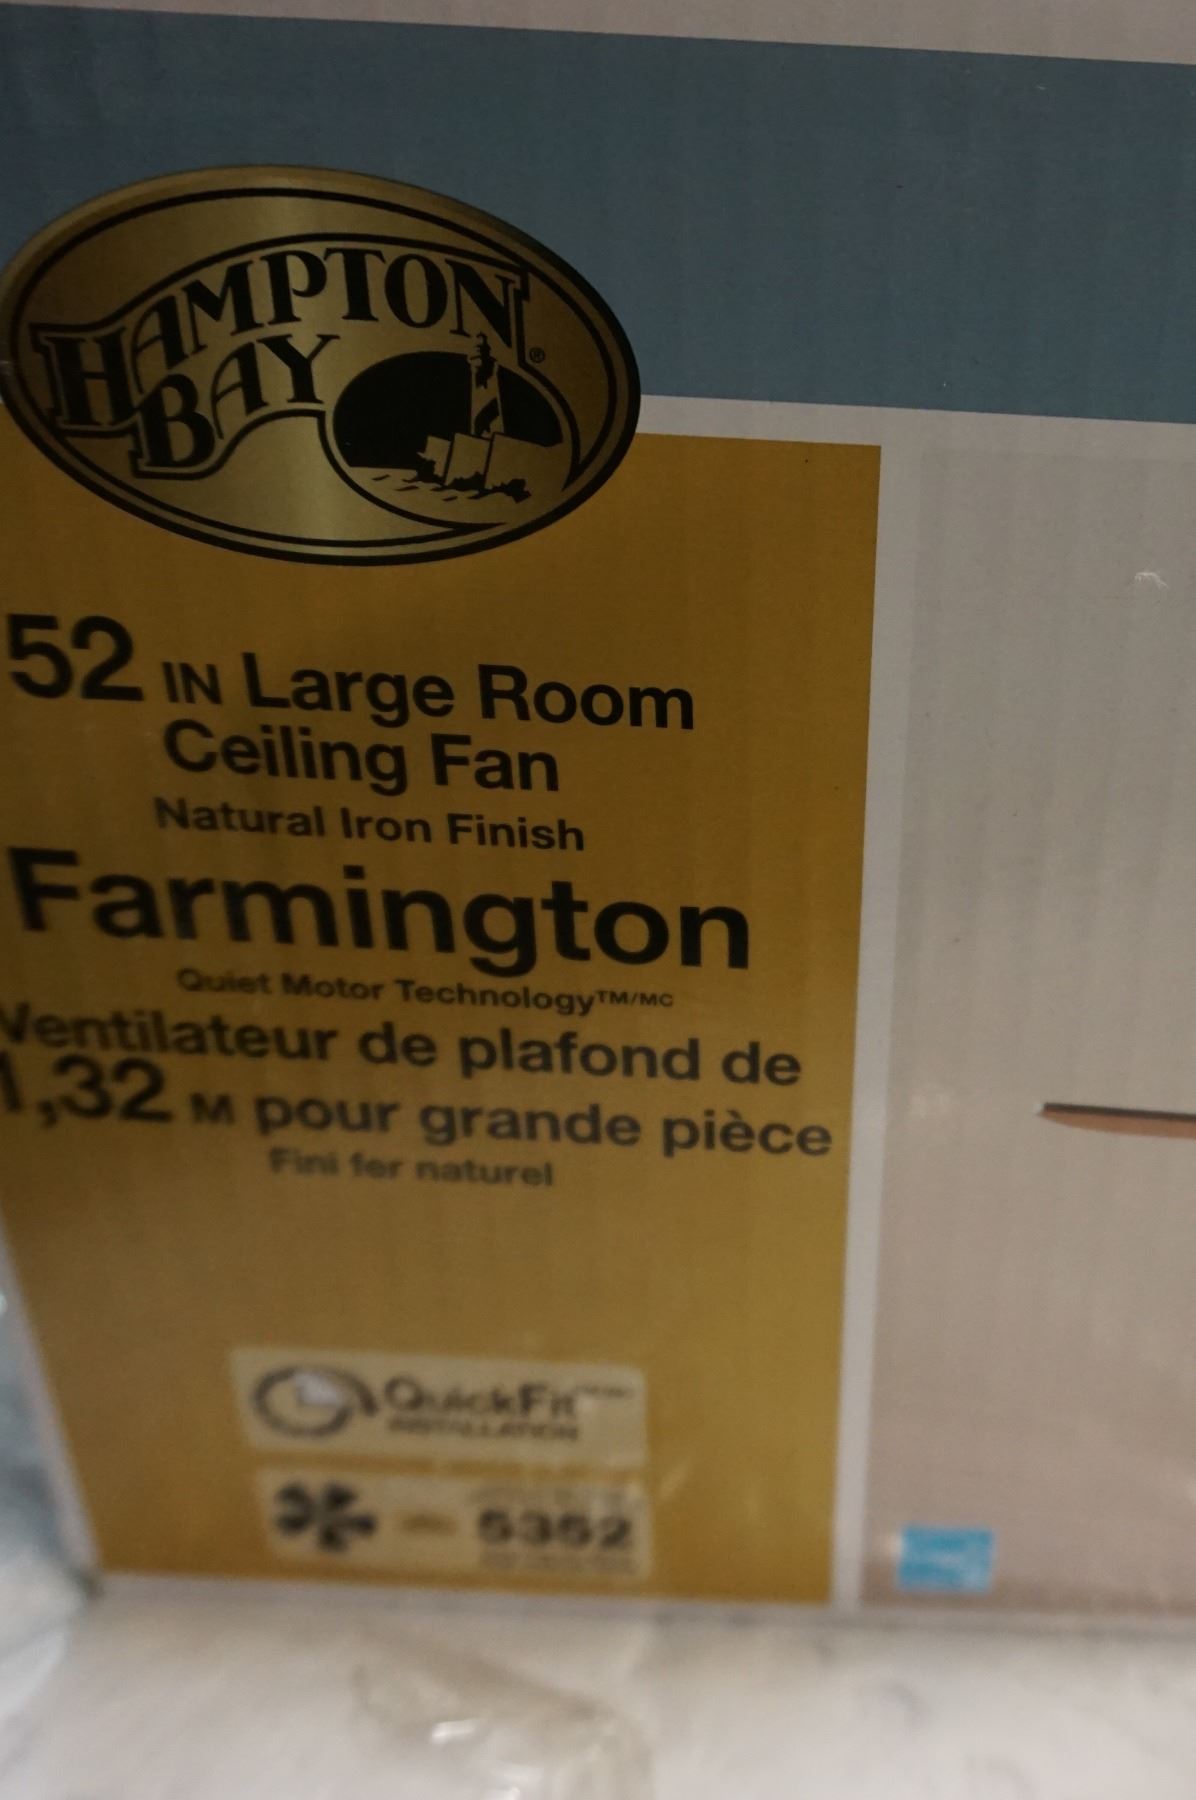 HAMPTON
BAY®
52 IN Large Room
Ceiling Fan
Natural Iron Finish
Farmington
Quiet Motor Technology™/MC
Ventilateur de plafond de
1,32 M pour grande pièce
Fini fer naturel
QuickFit
INSTALLATION
5352